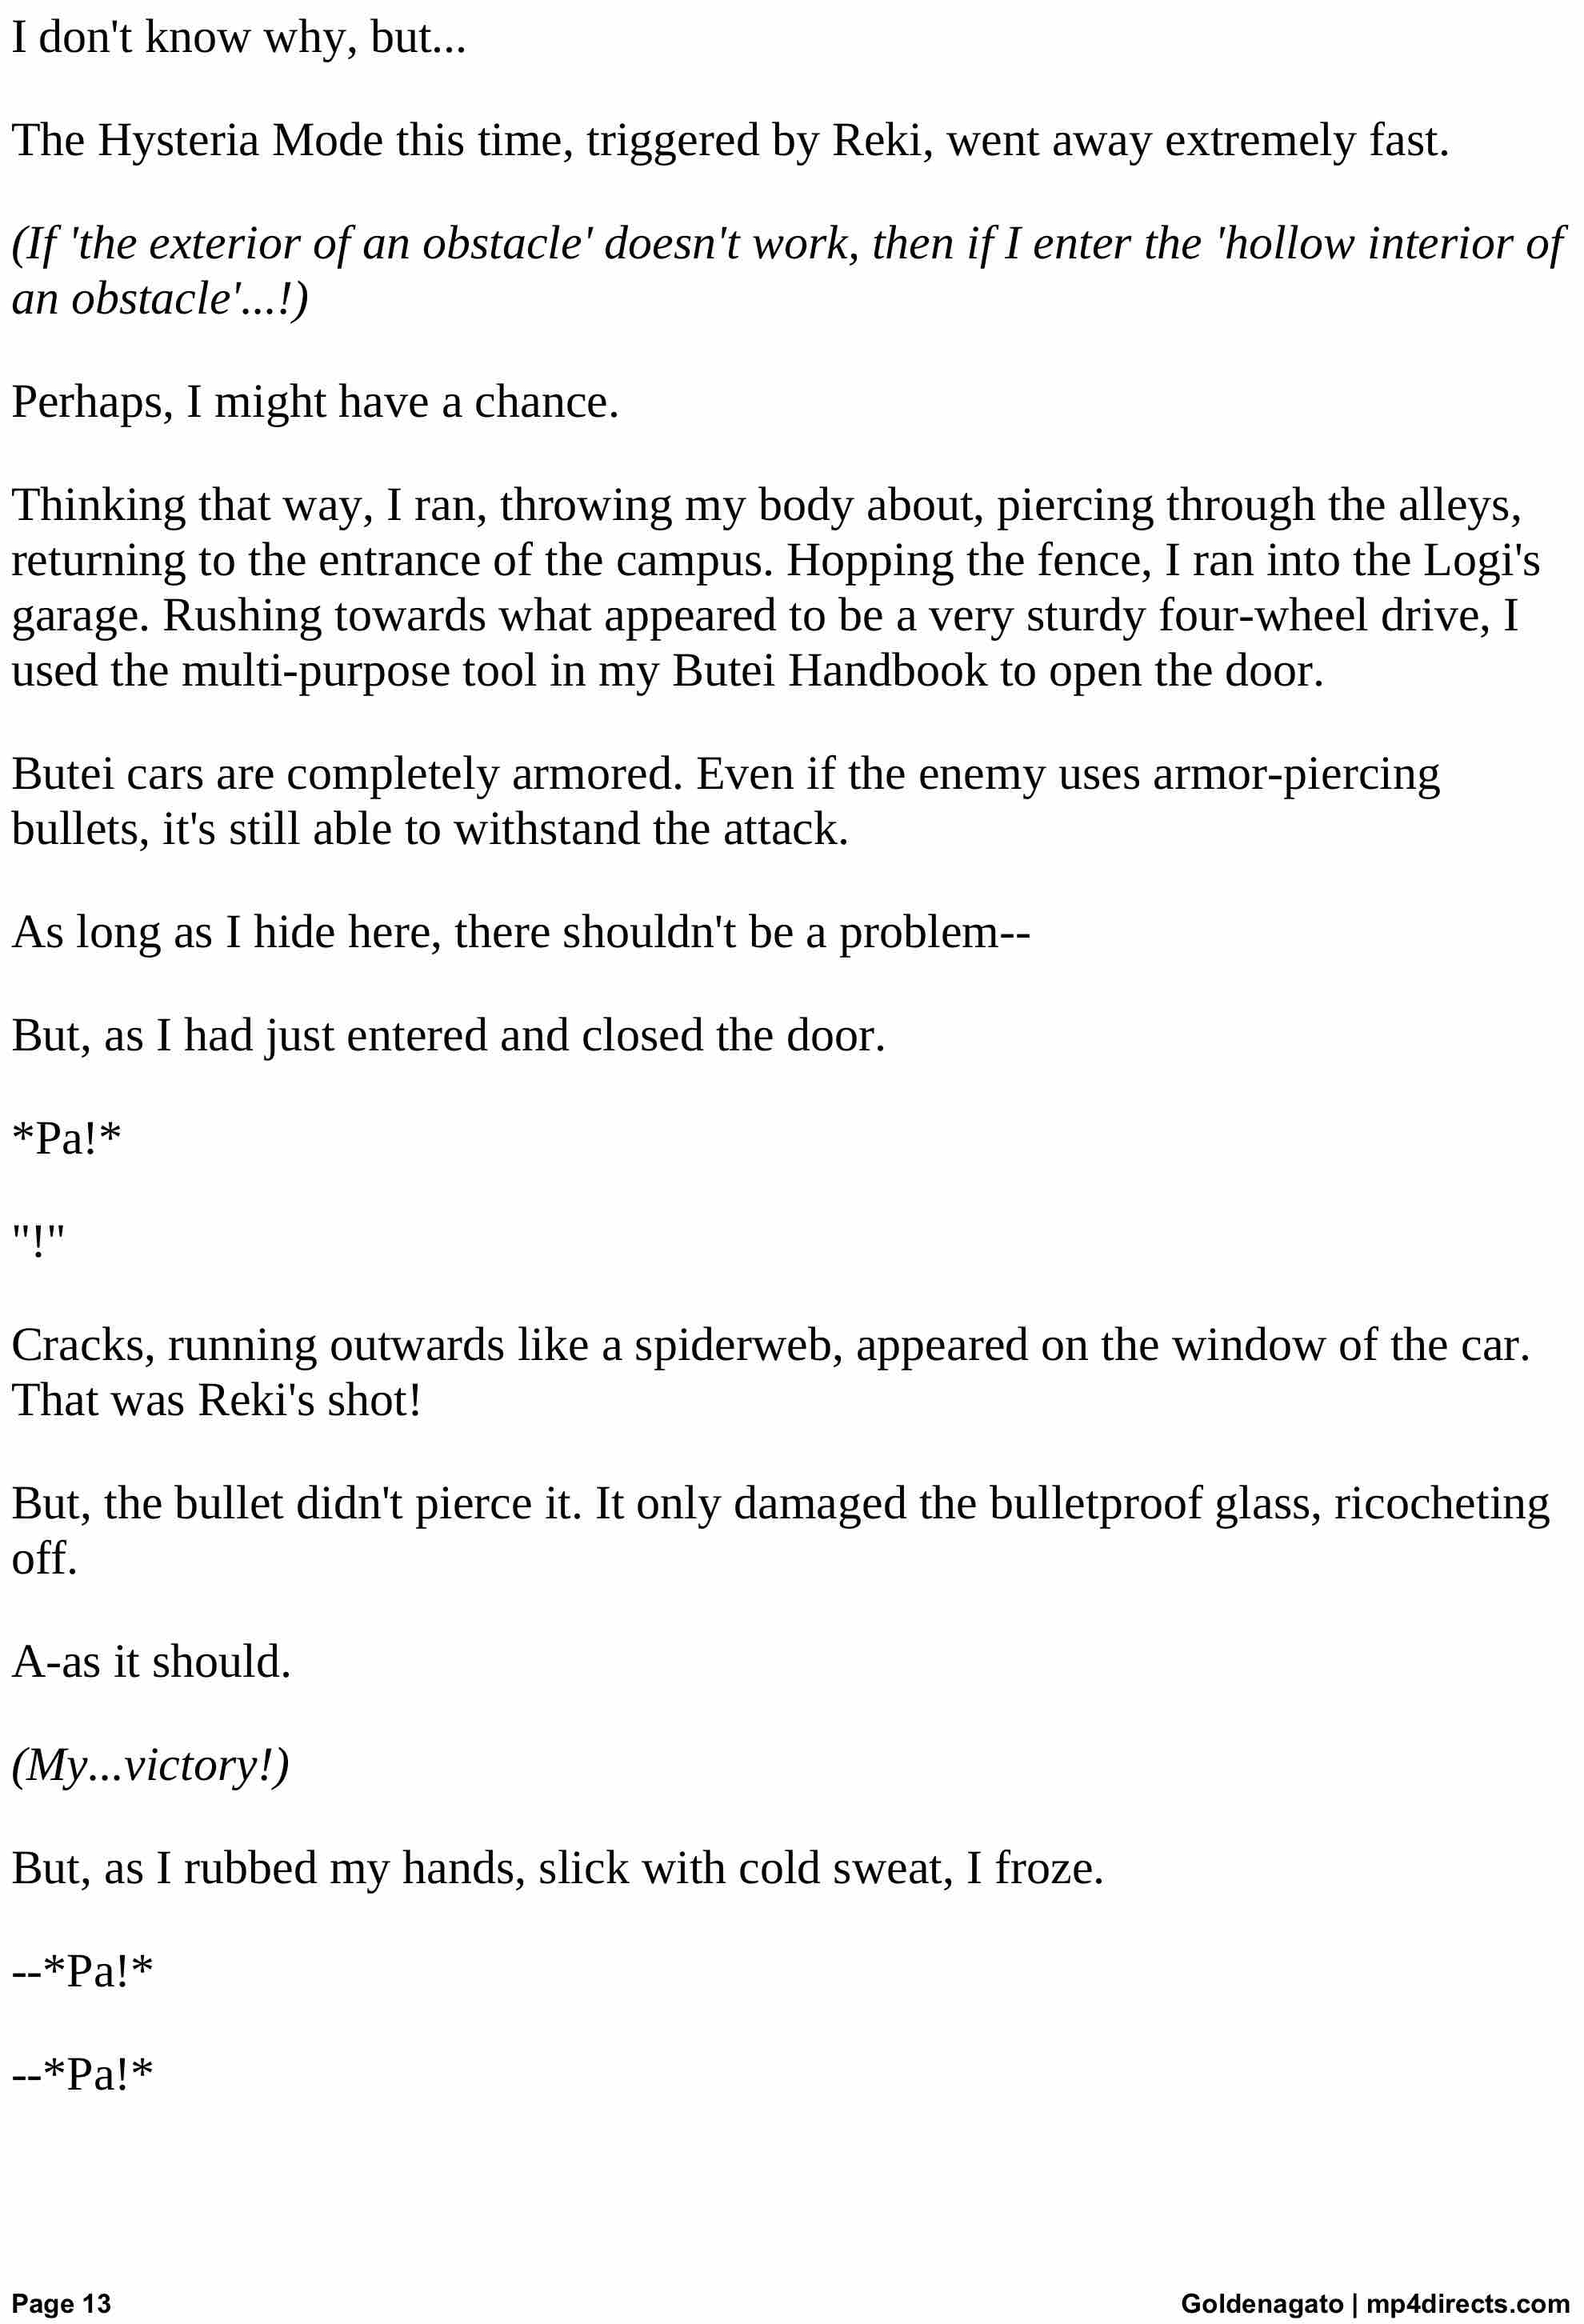 I don't know why, but...
The Hysteria Mode this time, triggered by Reki, went away extremely fast.
(If 'the exterior of an obstacle' doesn't work, then if I enter the 'hollow interior of
an obstacle'...!)
Perhaps, I might have a chance.
Thinking that way, I ran, throwing my body about, piercing through the alleys,
returning to the entrance of the campus. Hopping the fence, I ran into the Logi's
garage. Rushing towards what appeared to be a very sturdy four-wheel drive, I
used the multi-purpose tool in my Butei Handbook to open the door.
Butei cars are completely armored. Even if the enemy uses armor-piercing
bullets, it's still able to withstand the attack.
As long as I hide here, there shouldn't be a problem--
But, as I had just entered and closed the door.
*Pa!*
"!"
Cracks, running outwards like a spiderweb, appeared on the window of the car.
That was Reki's shot!
But, the bullet didn't pierce it. It only damaged the bulletproof glass, ricocheting
off.
A-as it should.
(My...victory!)
But, as I rubbed my hands, slick with cold sweat, I froze.
--*Pa!*
--*Pa!*
Page 13 Goldenagato | mp4directs.com